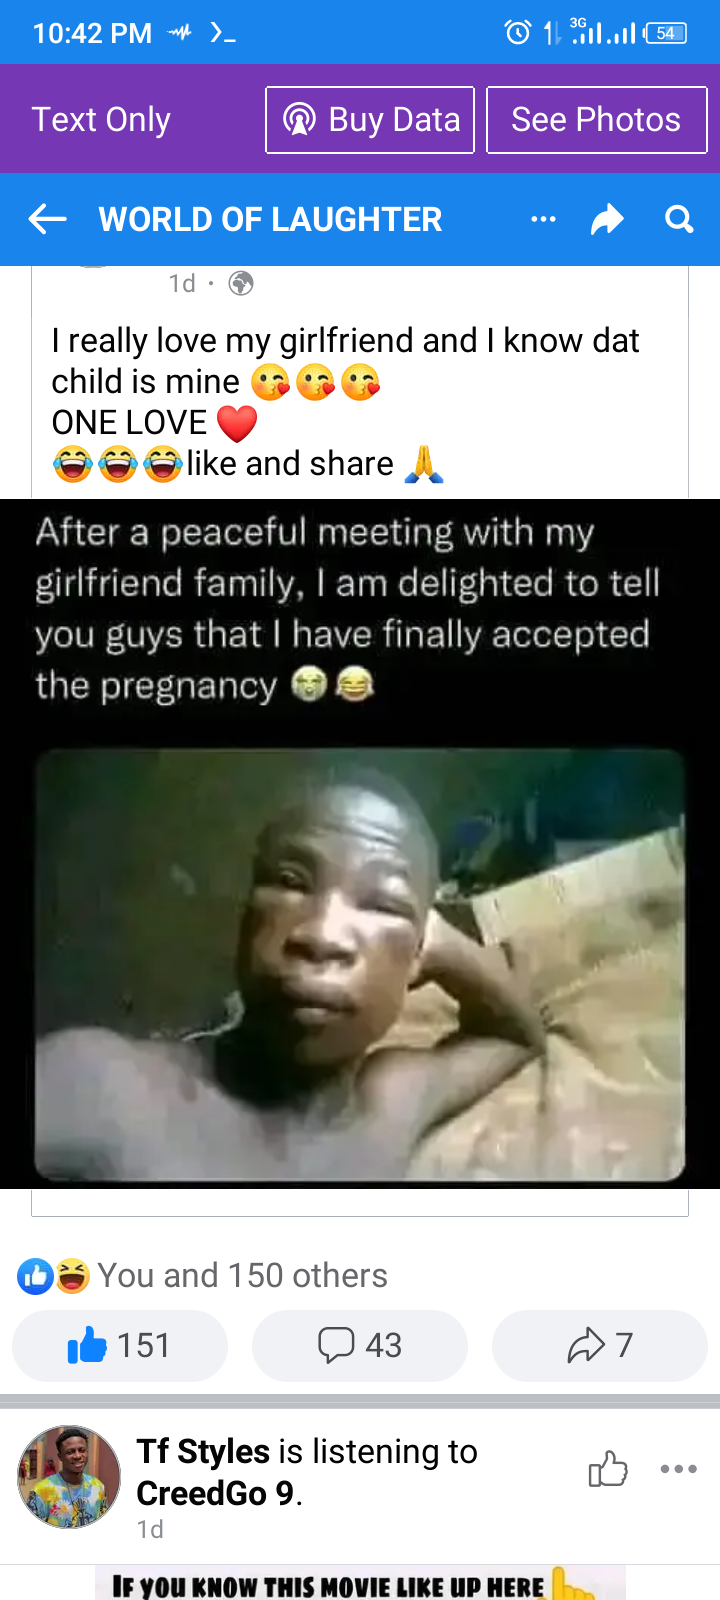 10:42 PM
3G
54
Text Only
Buy Data
See Photos
WORLD OF LAUGHTER
1d
I really love my girlfriend and I know dat
child is mine 😘😘😘
ONE LOVE ❤️
😂😂😂like and share 🙏
After a peaceful meeting with my
girlfriend family, I am delighted to tell
you guys that I have finally accepted
the pregnancy 😭😂
You and 150 others
151
43
7
Tf Styles is listening to
CreedGo 9.
1d
IF YOU KNOW THIS MOVIE LIKE UP HERE